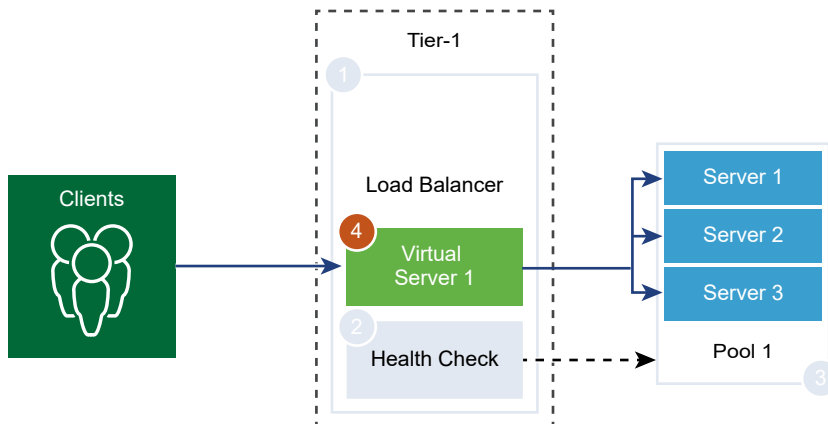 Tier-1
1
Load Balancer
Clients
4
Virtual
Server 1
2
Health Check
Server 1
Server 2
Server 3
Pool 1
3